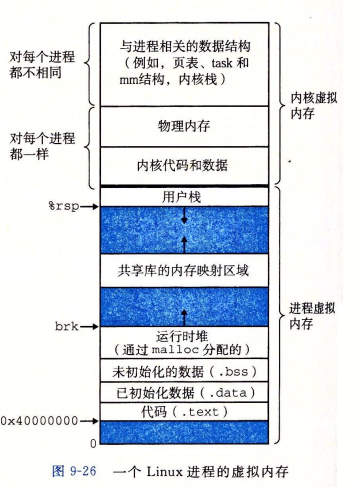 对每个进程
都不相同
与进程相关的数据结构
（例如，页表、task 和
mm结构，内核栈）
内核虚拟
内存
对每个进程
都一样
物理内存
内核代码和数据
用户栈
%rsp
共享库的内存映射区域
进程虚拟
内存
brk
运行时堆
（通过malloc分配的）
未初始化的数据（.bss）
已初始化数据（.data）
代码（.text）
0x40000000
0
图 9-26 一个 Linux 进程的虚拟内存